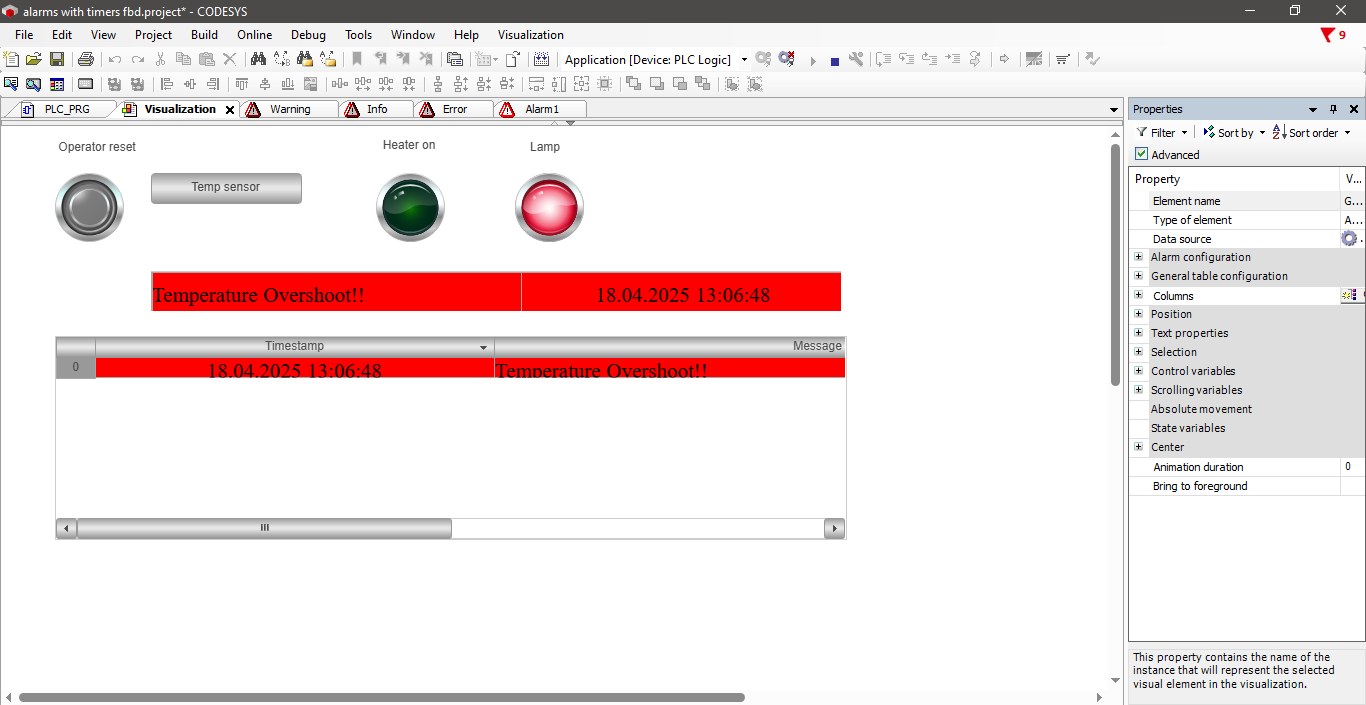 alarms with timers fbd.project* - CODESYS
File Edit View Project Build Online Debug Tools Window Help Visualization
9
Application [Device: PLC Logic]
PLC_PRG Visualization Warning Info Error Alarm1
Operator reset
Heater on
Lamp
Temp sensor
Temperature Overshoot!! 18.04.2025 13:06:48
Timestamp Message
0 18.04.2025 13:06:48 Temperature Overshoot!!
Properties
Filter Sort by Sort order
Advanced
Property V...
Element name G...
Type of element A...
Data source
Alarm configuration
General table configuration
Columns
Position
Text properties
Selection
Control variables
Scrolling variables
Absolute movement
State variables
Center
Animation duration 0
Bring to foreground
This property contains the name of the
instance that will represent the selected
visual element in the visualization.